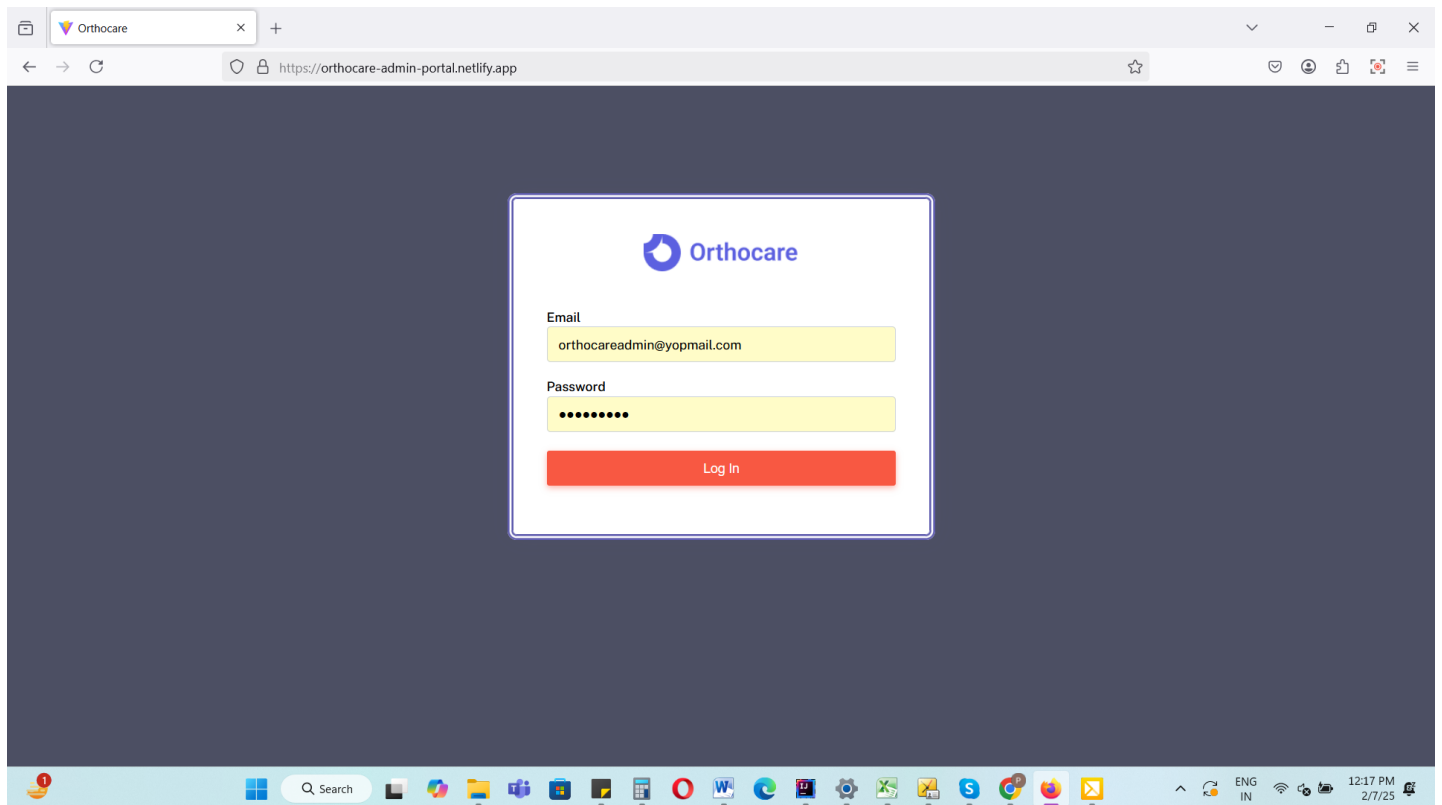 Orthocare
https://orthocare-admin-portal.netlify.app
Orthocare
Email
orthocareadmin@yopmail.com
Password
•••••••••
Log In
1
Search
ENG
IN
12:17 PM
2/7/25